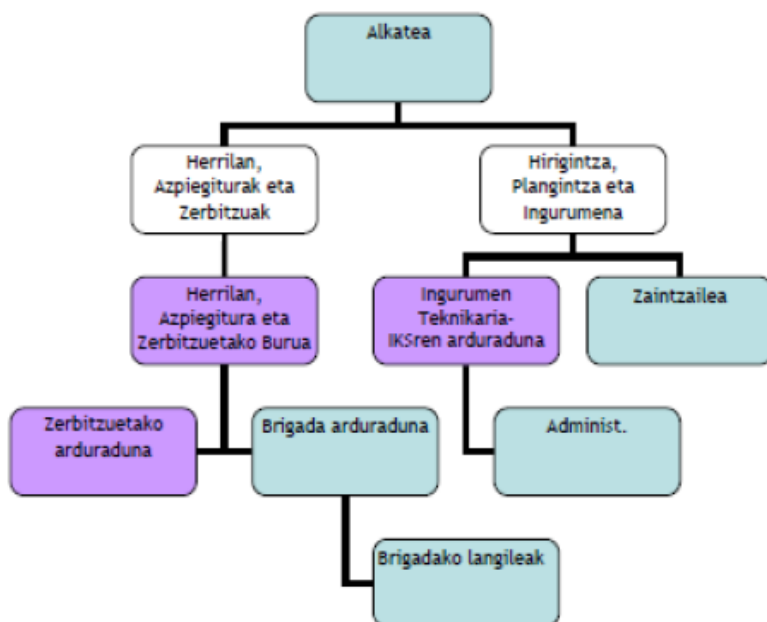 Alkatea
Herrilan,
Azpiegiturak eta
Zerbitzuak
Hirigintza,
Plangintza eta
Ingurumena
Herrilan,
Azpiegitura eta
Zerbitzuetako Burua
Ingurumen
Teknikaria-
IKSren arduraduna
Zaintzailea
Zerbitzuetako
arduraduna
Brigada arduraduna
Administ.
Brigadako langileak